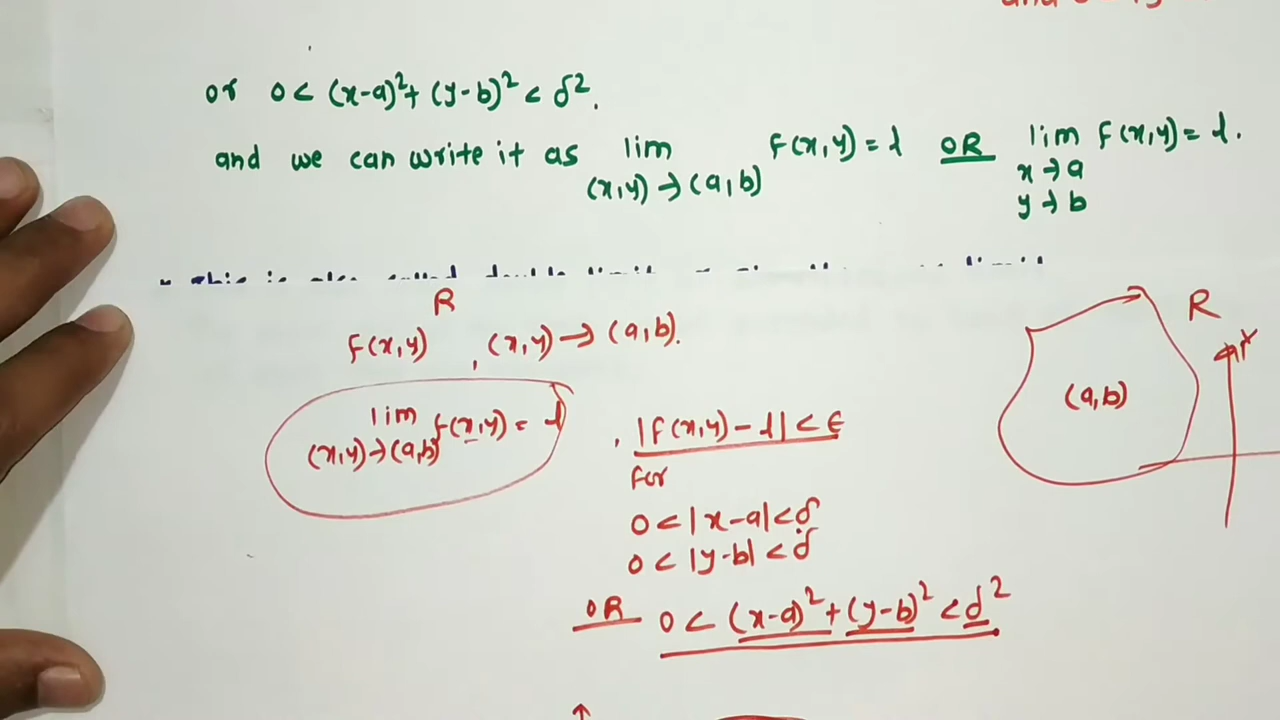 or 0 < (x-a)² + (y-b)² < δ².
and we can write it as lim (x,y)→(a,b) F(x,y) = l OR lim x→a y→b F(x,y) = l.
R
F(x,y) , (x,y)→(a,b).
R
(a,b)
lim (x,y)→(a,b) F(x,y) = l , |F(x,y) - l| < ε
For
0 < |x-a| < δ
0 < |y-b| < δ
OR 0 < (x-a)² + (y-b)² < δ²